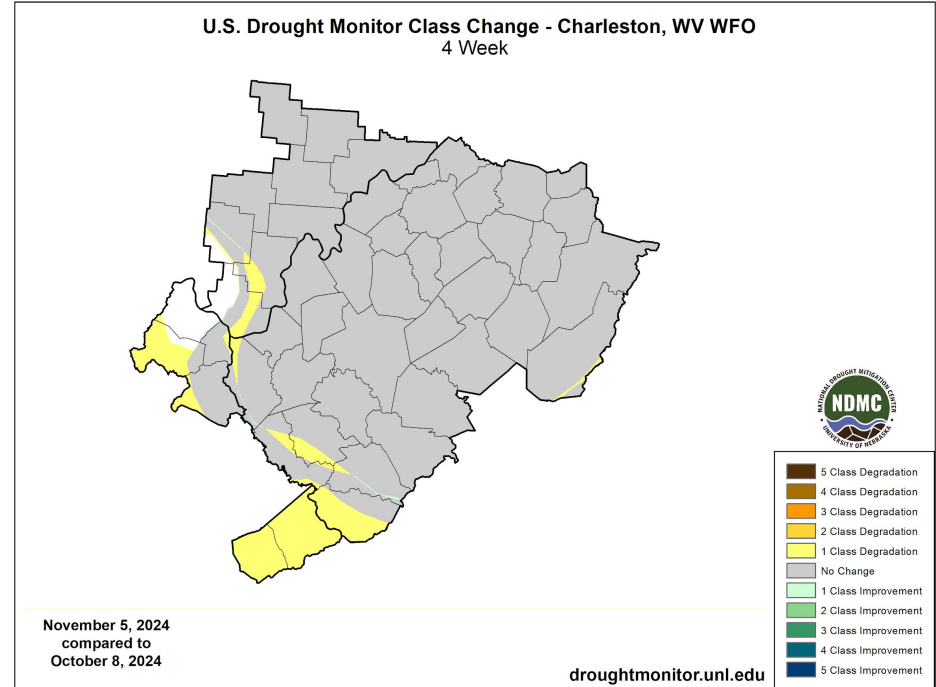 U.S. Drought Monitor Class Change - Charleston, WV WFO
4 Week
NATIONAL DROUGHT MITIGATION CENTER
NDMC
UNIVERSITY OF NEBRASKA
5 Class Degradation
4 Class Degradation
3 Class Degradation
2 Class Degradation
1 Class Degradation
No Change
1 Class Improvement
2 Class Improvement
3 Class Improvement
4 Class Improvement
5 Class Improvement
November 5, 2024
compared to
October 8, 2024
droughtmonitor.unl.edu